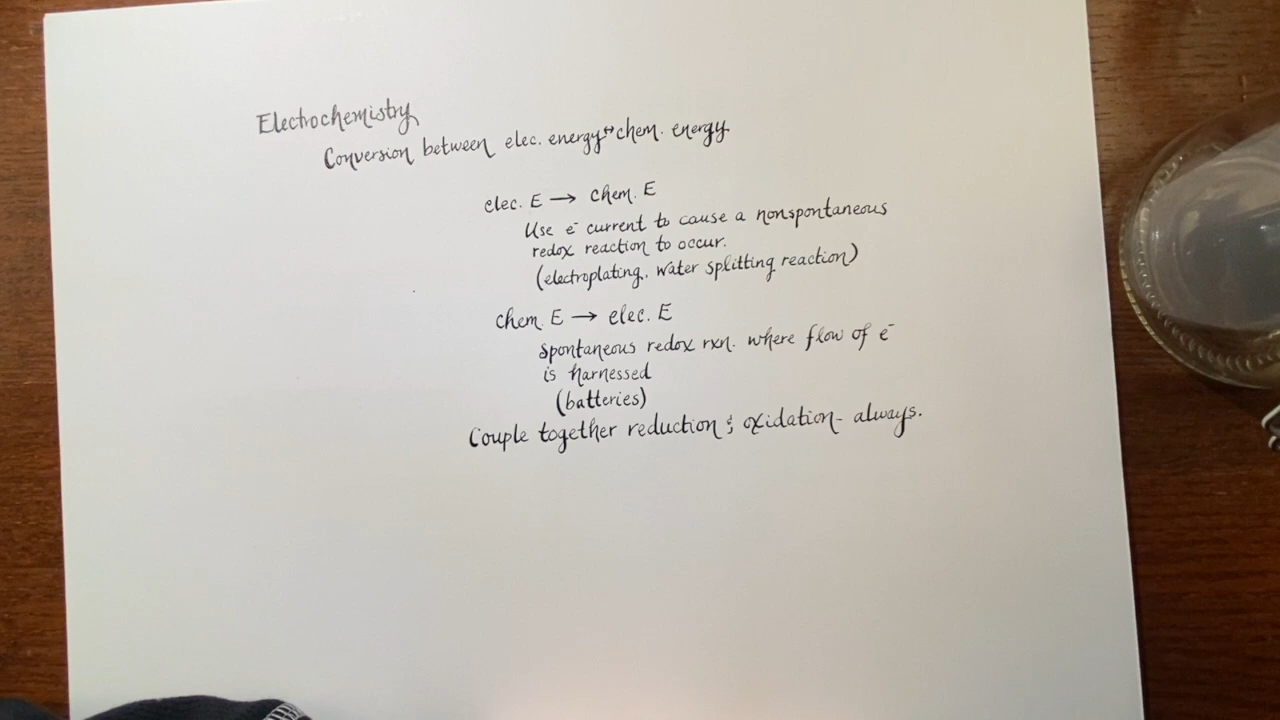 Electrochemistry
Conversion between elec. energy↔chem. energy
elec. E → chem. E
Use e⁻ current to cause a nonspontaneous
redox reaction to occur.
(electroplating, water splitting reaction)
chem. E → elec. E
spontaneous redox rxn. where flow of e⁻
is harnessed
(batteries)
Couple together reduction & oxidation - always.